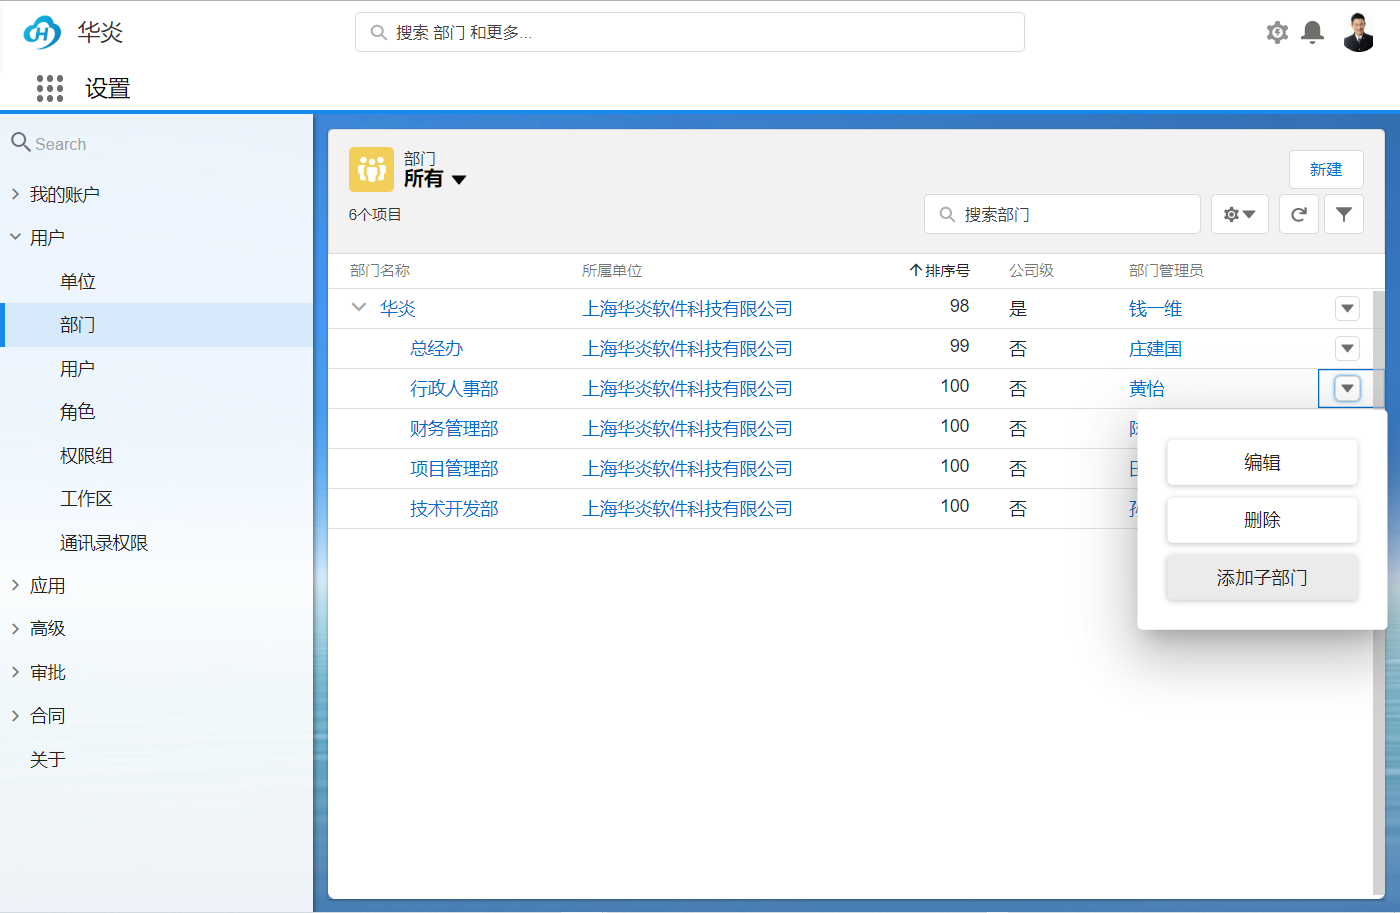 华炎
搜索 部门 和更多...
设置
Search
我的账户
用户
单位
部门
用户
角色
权限组
工作区
通讯录权限
应用
高级
审批
合同
关于
部门
所有
新建
6个项目
搜索部门
部门名称 所属单位 排序号 公司级 部门管理员
华炎 上海华炎软件科技有限公司 98 是 钱一维
总经办 上海华炎软件科技有限公司 99 否 庄建国
行政人事部 上海华炎软件科技有限公司 100 否 黄怡
财务管理部 上海华炎软件科技有限公司 100 否
项目管理部 上海华炎软件科技有限公司 100 否
技术开发部 上海华炎软件科技有限公司 100 否
编辑
删除
添加子部门